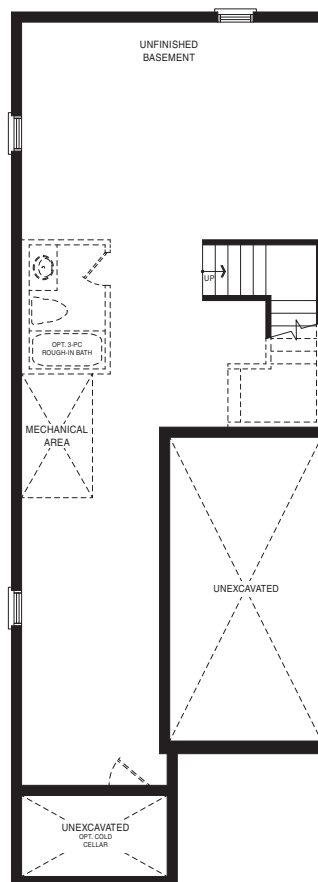 UNFINISHED
BASEMENT
UP
OPT. 3-PC
ROUGH-IN BATH
MECHANICAL
AREA
UNEXCAVATED
UNEXCAVATED
OPT. COLD
CELLAR